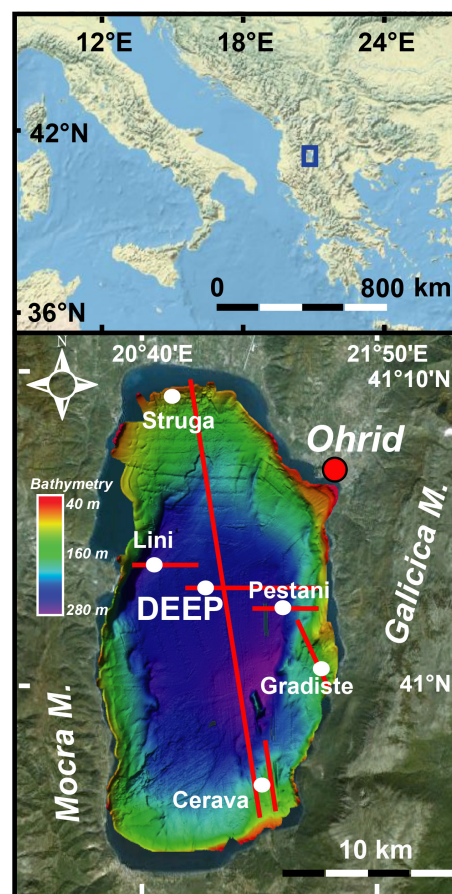 12°E 18°E 24°E
42°N
0 800 km
36°N
N 20°40'E 21°50'E
41°10'N
Struga
Ohrid
Bathymetry
40 m
160 m
280 m
Lini
DEEP
Pestani
Galicica M.
Gradiste
41°N
Mocra M.
Cerava
10 km